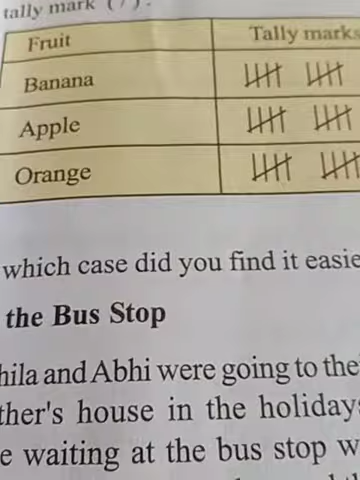 tally mark ( / ) .
Fruit Tally marks
Banana
Apple
Orange
which case did you find it easie
the Bus Stop
hila and Abhi were going to the
ther's house in the holiday
e waiting at the bus stop w